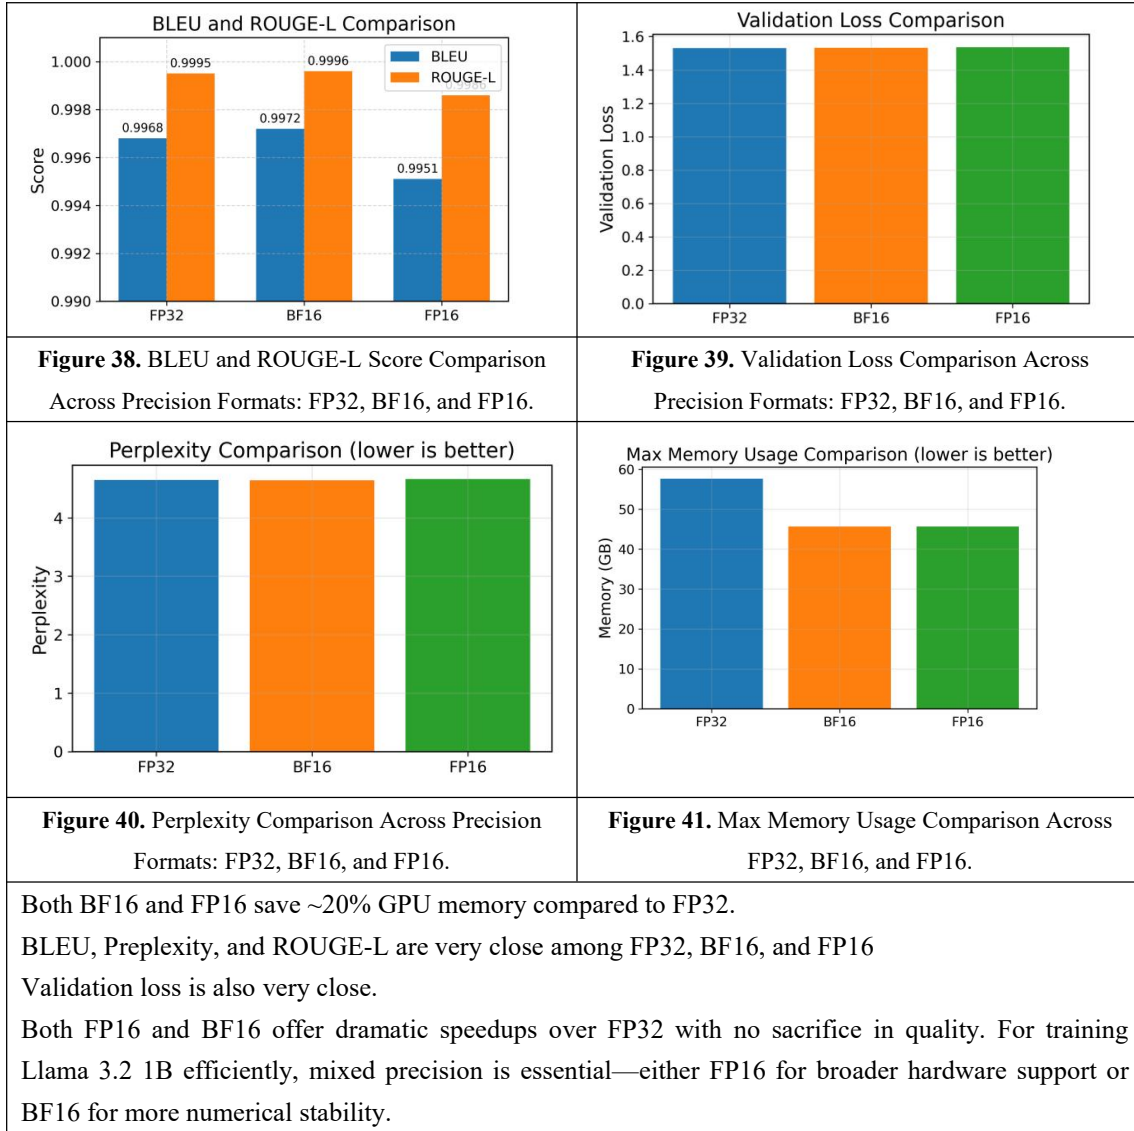 BLEU and ROUGE-L Comparison
BLEU
ROUGE-L
1.000
0.998
0.996
0.994
0.992
0.990
Score
0.9968
0.9995
0.9972
0.9996
0.9951
0.9986
FP32
BF16
FP16
Validation Loss Comparison
1.6
1.4
1.2
1.0
0.8
0.6
0.4
0.2
0.0
Validation Loss
FP32
BF16
FP16
Figure 38. BLEU and ROUGE-L Score Comparison
Across Precision Formats: FP32, BF16, and FP16.
Figure 39. Validation Loss Comparison Across
Precision Formats: FP32, BF16, and FP16.
Perplexity Comparison (lower is better)
4
3
2
1
0
Perplexity
FP32
BF16
FP16
Max Memory Usage Comparison (lower is better)
60
50
40
30
20
10
0
Memory (GB)
FP32
BF16
FP16
Figure 40. Perplexity Comparison Across Precision
Formats: FP32, BF16, and FP16.
Figure 41. Max Memory Usage Comparison Across
FP32, BF16, and FP16.
Both BF16 and FP16 save ~20% GPU memory compared to FP32.
BLEU, Preplexity, and ROUGE-L are very close among FP32, BF16, and FP16
Validation loss is also very close.
Both FP16 and BF16 offer dramatic speedups over FP32 with no sacrifice in quality. For training
Llama 3.2 1B efficiently, mixed precision is essential—either FP16 for broader hardware support or
BF16 for more numerical stability.